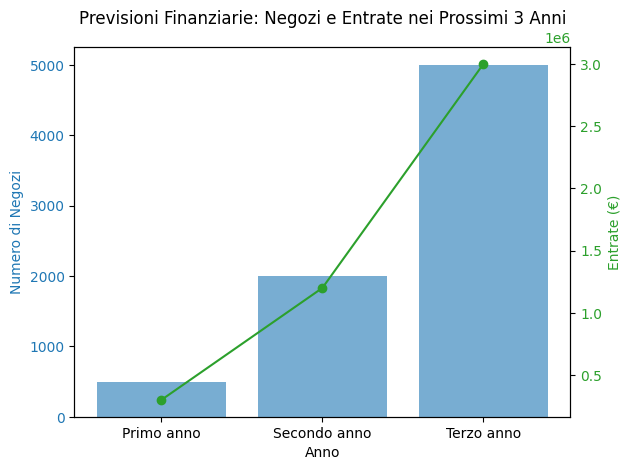 Previsioni Finanziarie: Negozi e Entrate nei Prossimi 3 Anni
1e6
5000
4000
3000
2000
1000
0
Numero di Negozi
3.0
2.5
2.0
1.5
1.0
0.5
Entrate (€)
Primo anno
Secondo anno
Terzo anno
Anno